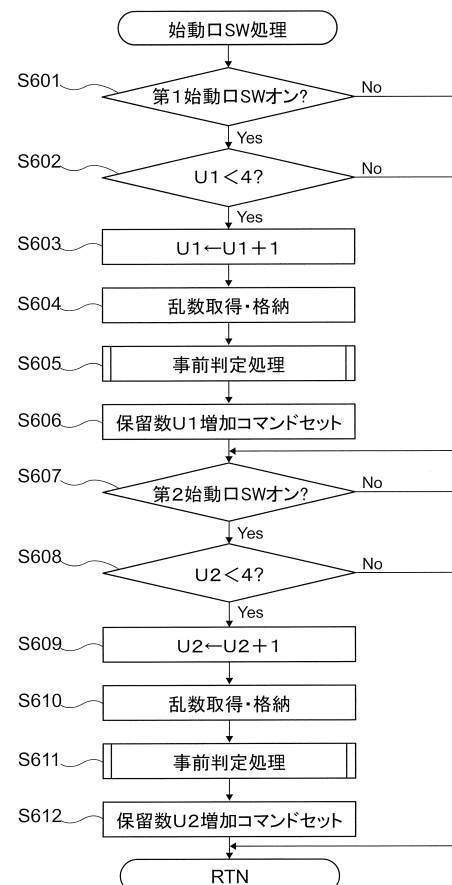 始動口SW処理
S601
第1始動口SWオン?
No
Yes
S602
U1<4?
No
Yes
S603
U1←U1+1
S604
乱数取得・格納
S605
事前判定処理
S606
保留数U1増加コマンドセット
S607
第2始動口SWオン?
No
Yes
S608
U2<4?
No
Yes
S609
U2←U2+1
S610
乱数取得・格納
S611
事前判定処理
S612
保留数U2増加コマンドセット
RTN